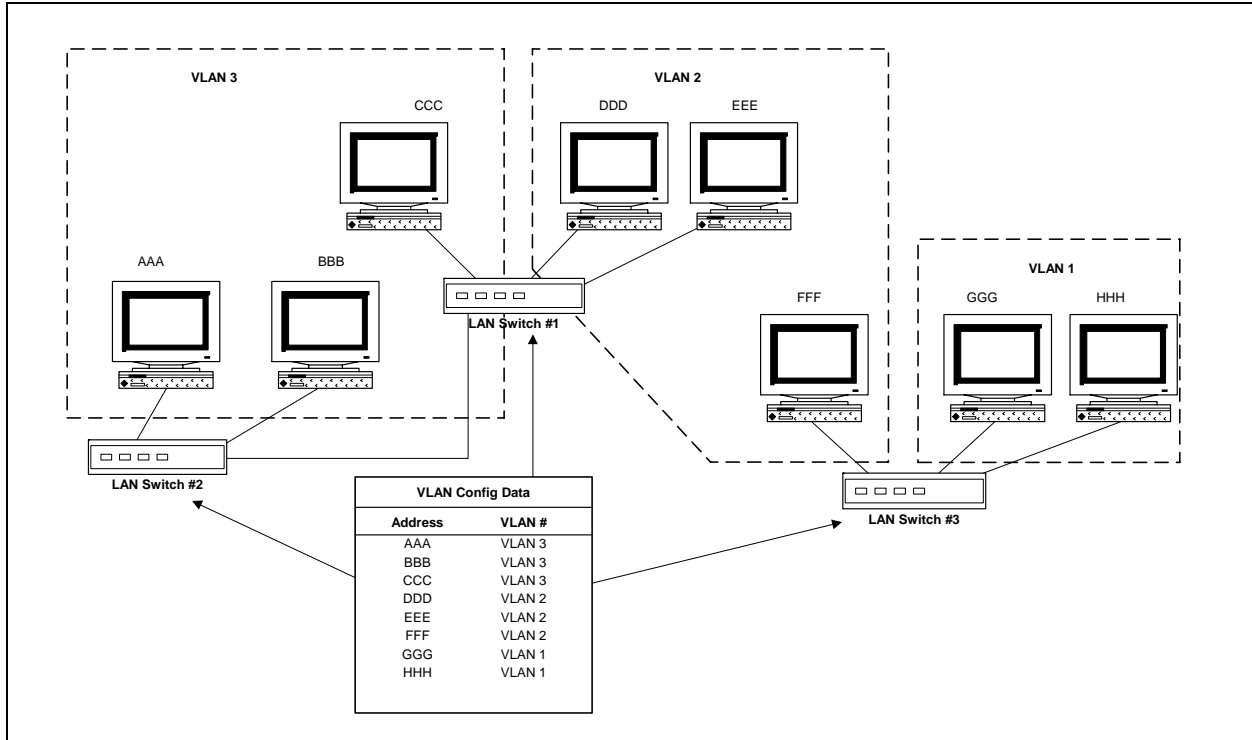 VLAN 3
VLAN 2
CCC
DDD
EEE
AAA
BBB
VLAN 1
FFF
GGG
HHH
LAN Switch #1
LAN Switch #2
LAN Switch #3
VLAN Config Data
Address VLAN #
AAA VLAN 3
BBB VLAN 3
CCC VLAN 3
DDD VLAN 2
EEE VLAN 2
FFF VLAN 2
GGG VLAN 1
HHH VLAN 1